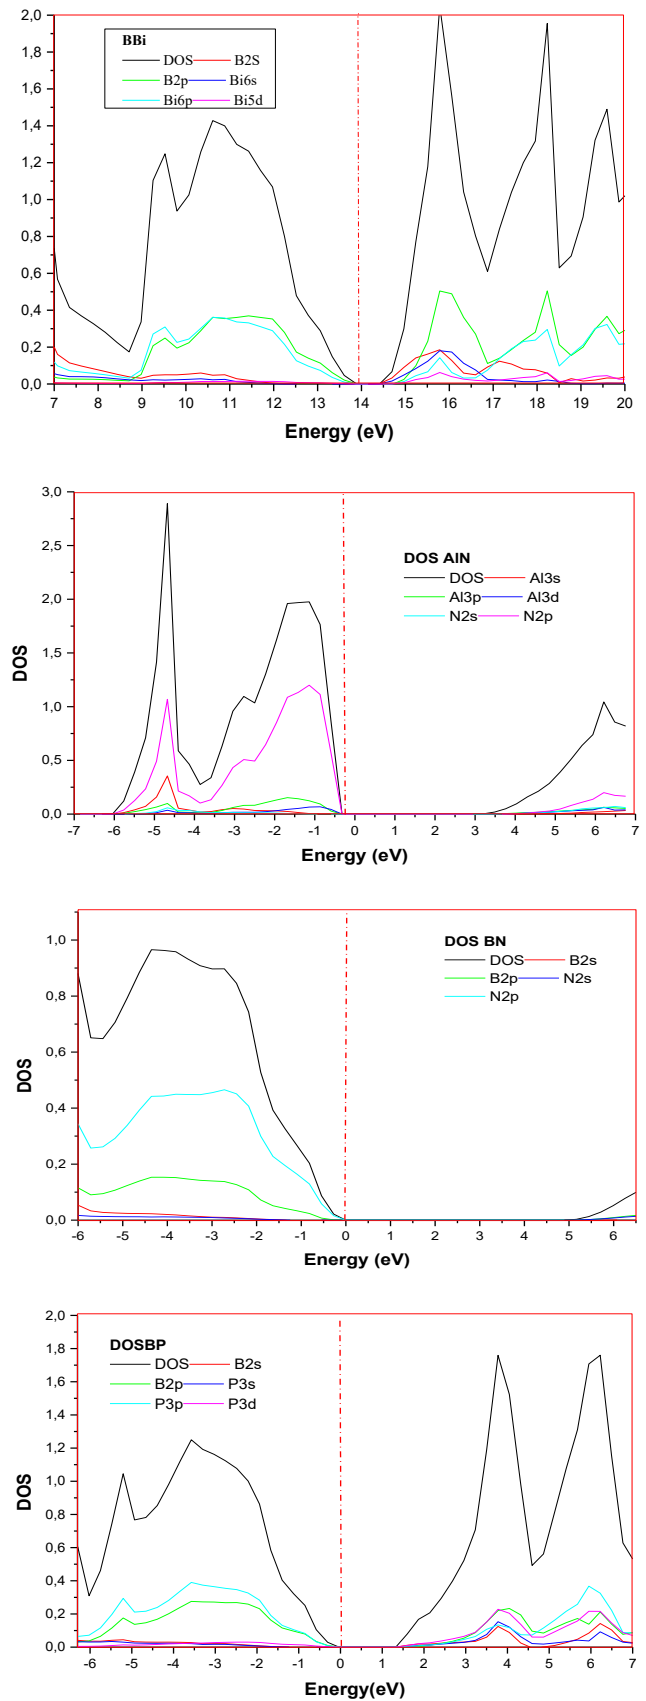 BBi
DOS B2S
B2p Bi6s
Bi6p Bi5d
2,0
1,8
1,6
1,4
1,2
1,0
0,8
0,6
0,4
0,2
0,0
7 8 9 10 11 12 13 14 15 16 17 18 19 20
Energy (eV)
3,0
2,5
2,0
1,5
1,0
0,5
0,0
DOS
DOS AlN
DOS Al3s
Al3p Al3d
N2s N2p
-7 -6 -5 -4 -3 -2 -1 0 1 2 3 4 5 6 7
Energy (eV)
1,0
0,8
0,6
0,4
0,2
0,0
DOS
DOS BN
DOS B2s
B2p N2s
N2p
-6 -5 -4 -3 -2 -1 0 1 2 3 4 5 6
Energy (eV)
2,0
1,8
1,6
1,4
1,2
1,0
0,8
0,6
0,4
0,2
0,0
DOS
DOSBP
DOS B2s
B2p P3s
P3p P3d
-6 -5 -4 -3 -2 -1 0 1 2 3 4 5 6 7
Energy(eV)